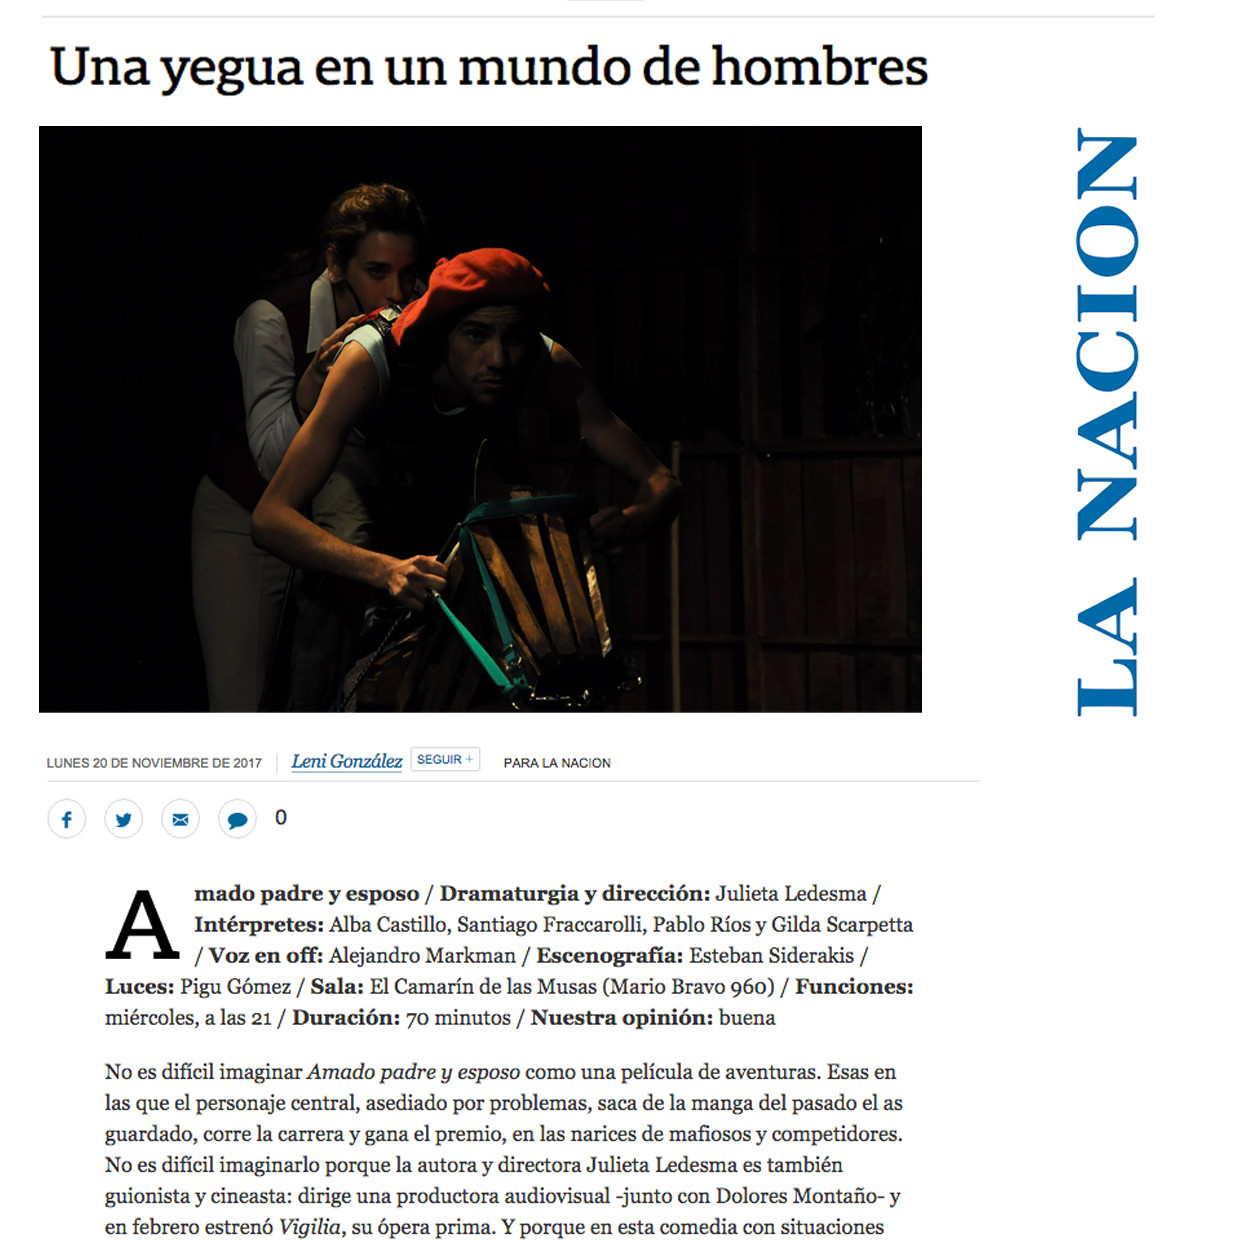 Una yegua en un mundo de hombres
LA NACION
LUNES 20 DE NOVIEMBRE DE 2017 Leni González SEGUIR + PARA LA NACION
0
Amado padre y esposo / Dramaturgia y dirección: Julieta Ledesma /
Intérpretes: Alba Castillo, Santiago Fraccarolli, Pablo Ríos y Gilda Scarpetta
/ Voz en off: Alejandro Markman / Escenografía: Esteban Siderakis /
Luces: Pigu Gómez / Sala: El Camarín de las Musas (Mario Bravo 960) / Funciones:
miércoles, a las 21 / Duración: 70 minutos / Nuestra opinión: buena
No es difícil imaginar Amado padre y esposo como una película de aventuras. Esas en
las que el personaje central, asediado por problemas, saca de la manga del pasado el as
guardado, corre la carrera y gana el premio, en las narices de mafiosos y competidores.
No es difícil imaginarlo porque la autora y directora Julieta Ledesma es también
guionista y cineasta: dirige una productora audiovisual -junto con Dolores Montaño- y
en febrero estrenó Vigilia, su ópera prima. Y porque en esta comedia con situaciones